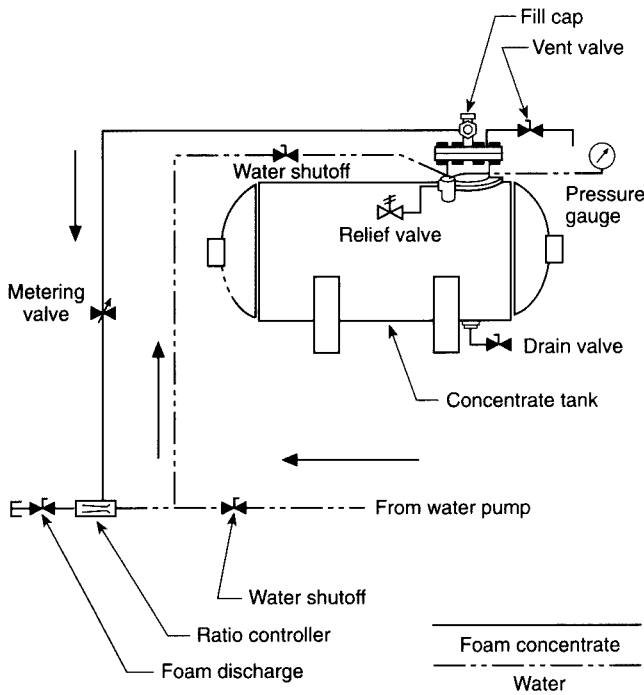 Fill cap
Vent valve
Water shutoff
Pressure
gauge
Relief valve
Metering
valve
Drain valve
Concentrate tank
From water pump
Water shutoff
Ratio controller
Foam discharge
Foam concentrate
Water